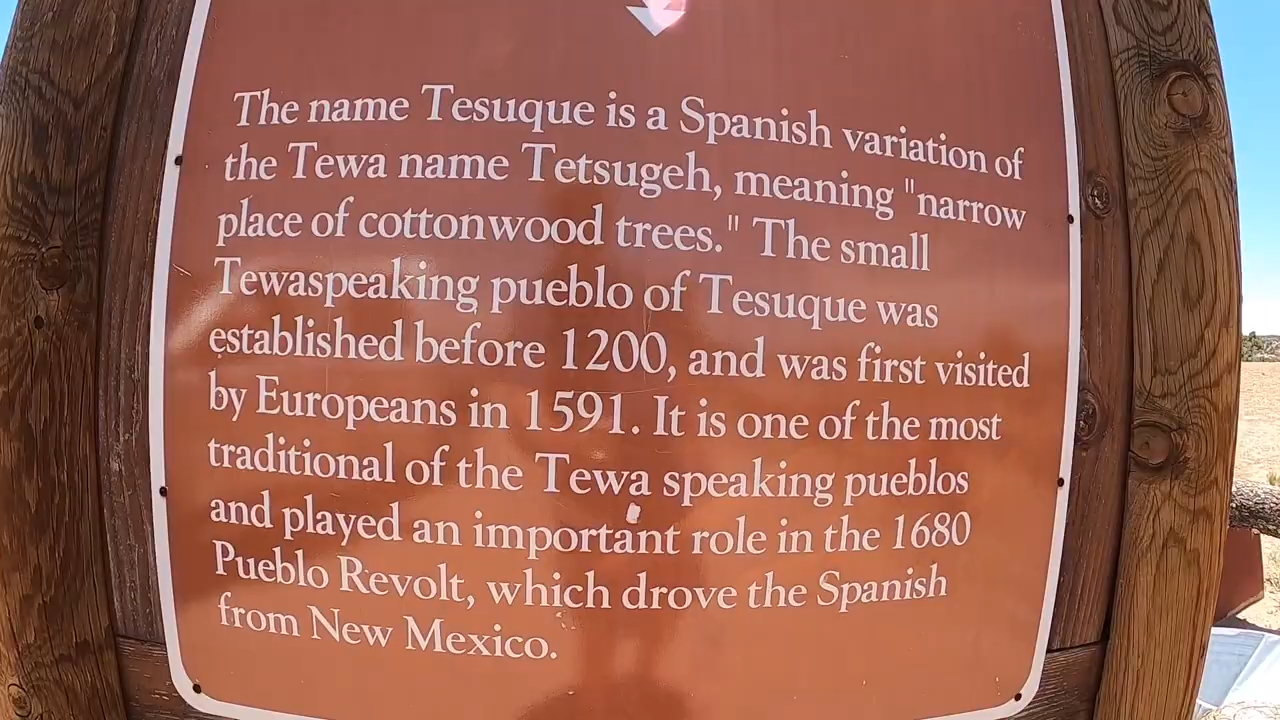 The name Tesuque is a Spanish variation of
the Tewa name Tetsugeh, meaning "narrow
place of cottonwood trees." The small
Tewaspeaking pueblo of Tesuque was
established before 1200, and was first visited
by Europeans in 1591. It is one of the most
traditional of the Tewa speaking pueblos
and played an important role in the 1680
Pueblo Revolt, which drove the Spanish
from New Mexico.